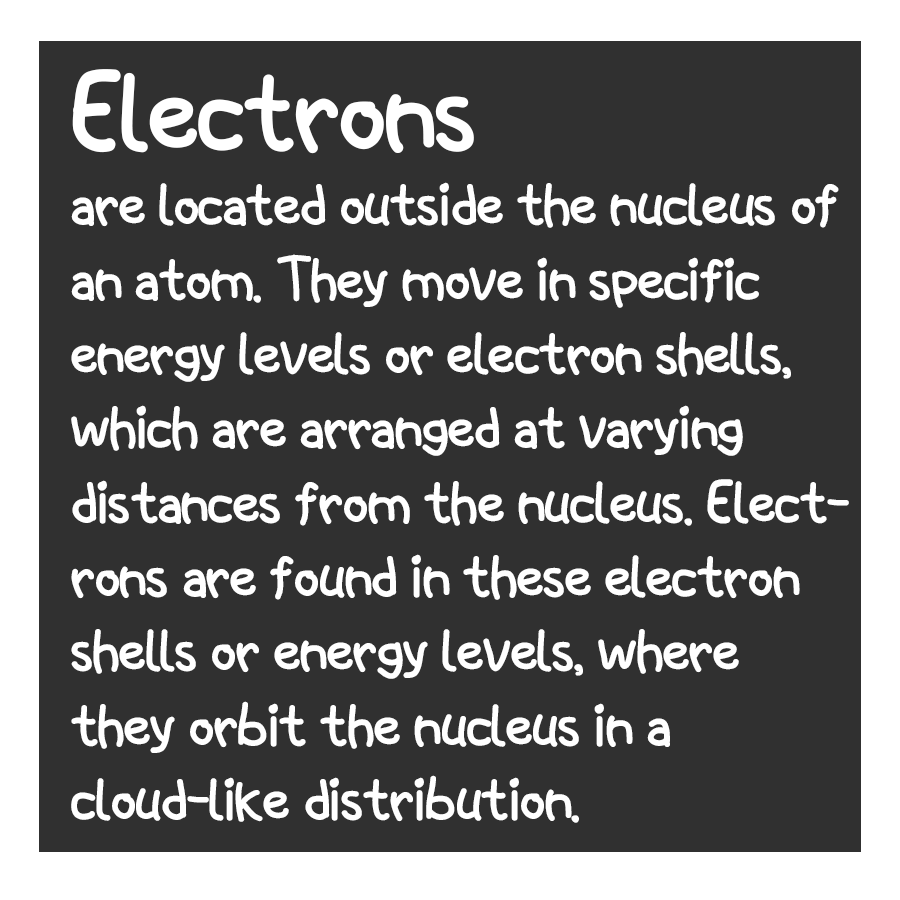 Electrons
are located outside the nucleus of
an atom. They move in specific
energy levels or electron shells,
which are arranged at varying
distances from the nucleus. Elect-
rons are found in these electron
shells or energy levels, where
they orbit the nucleus in a
cloud-like distribution.